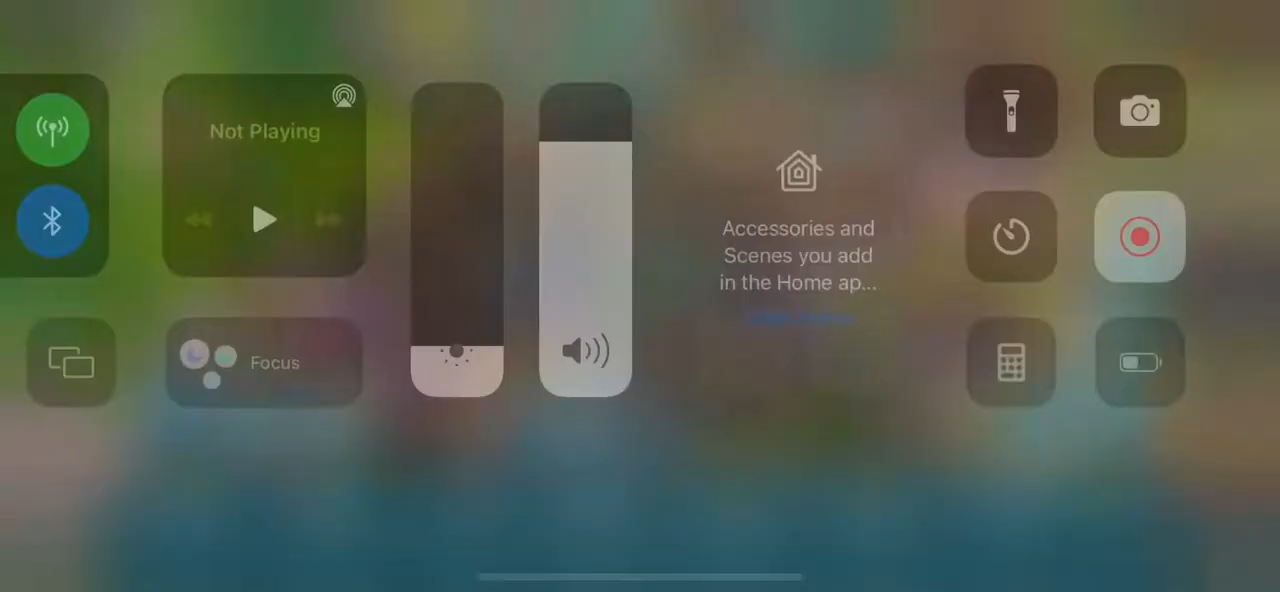 Not Playing
Focus
Accessories and
Scenes you add
in the Home ap...